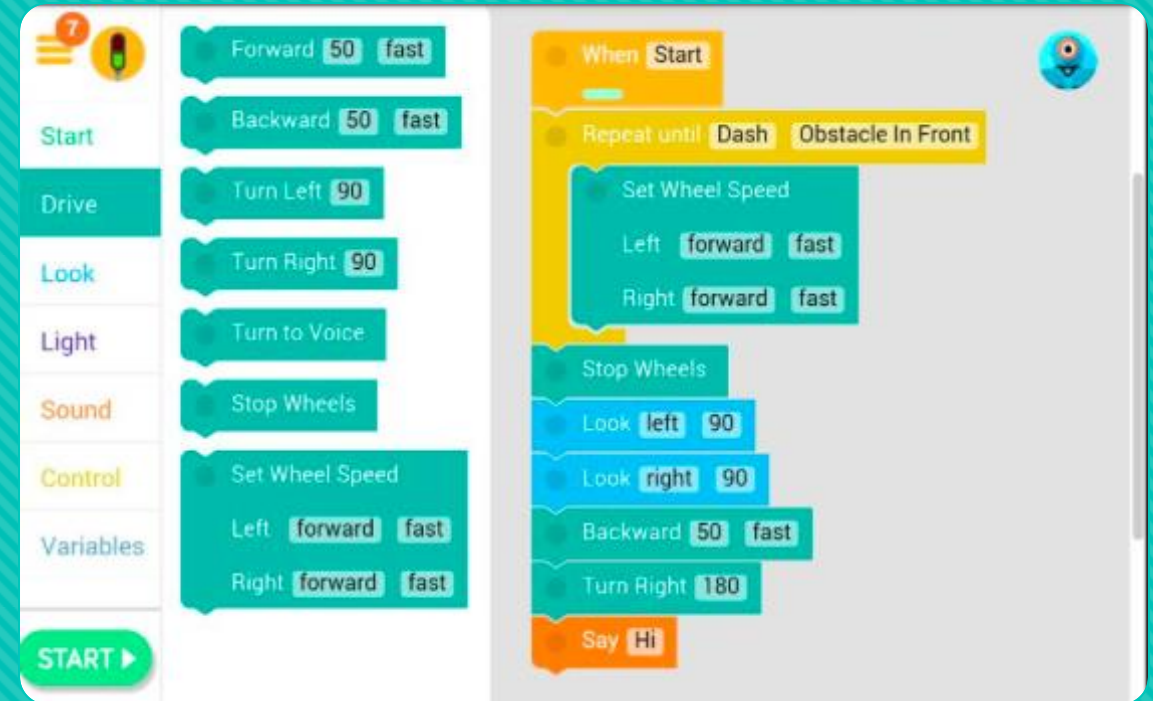 7
Start
Drive
Look
Light
Sound
Control
Variables
START
Forward 50 fast
Backward 50 fast
Turn Left 90
Turn Right 90
Turn to Voice
Stop Wheels
Set Wheel Speed
Left forward fast
Right forward fast
When Start
Repeat until Dash Obstacle In Front
Set Wheel Speed
Left forward fast
Right forward fast
Stop Wheels
Look left 90
Look right 90
Backward 50 fast
Turn Right 180
Say Hi